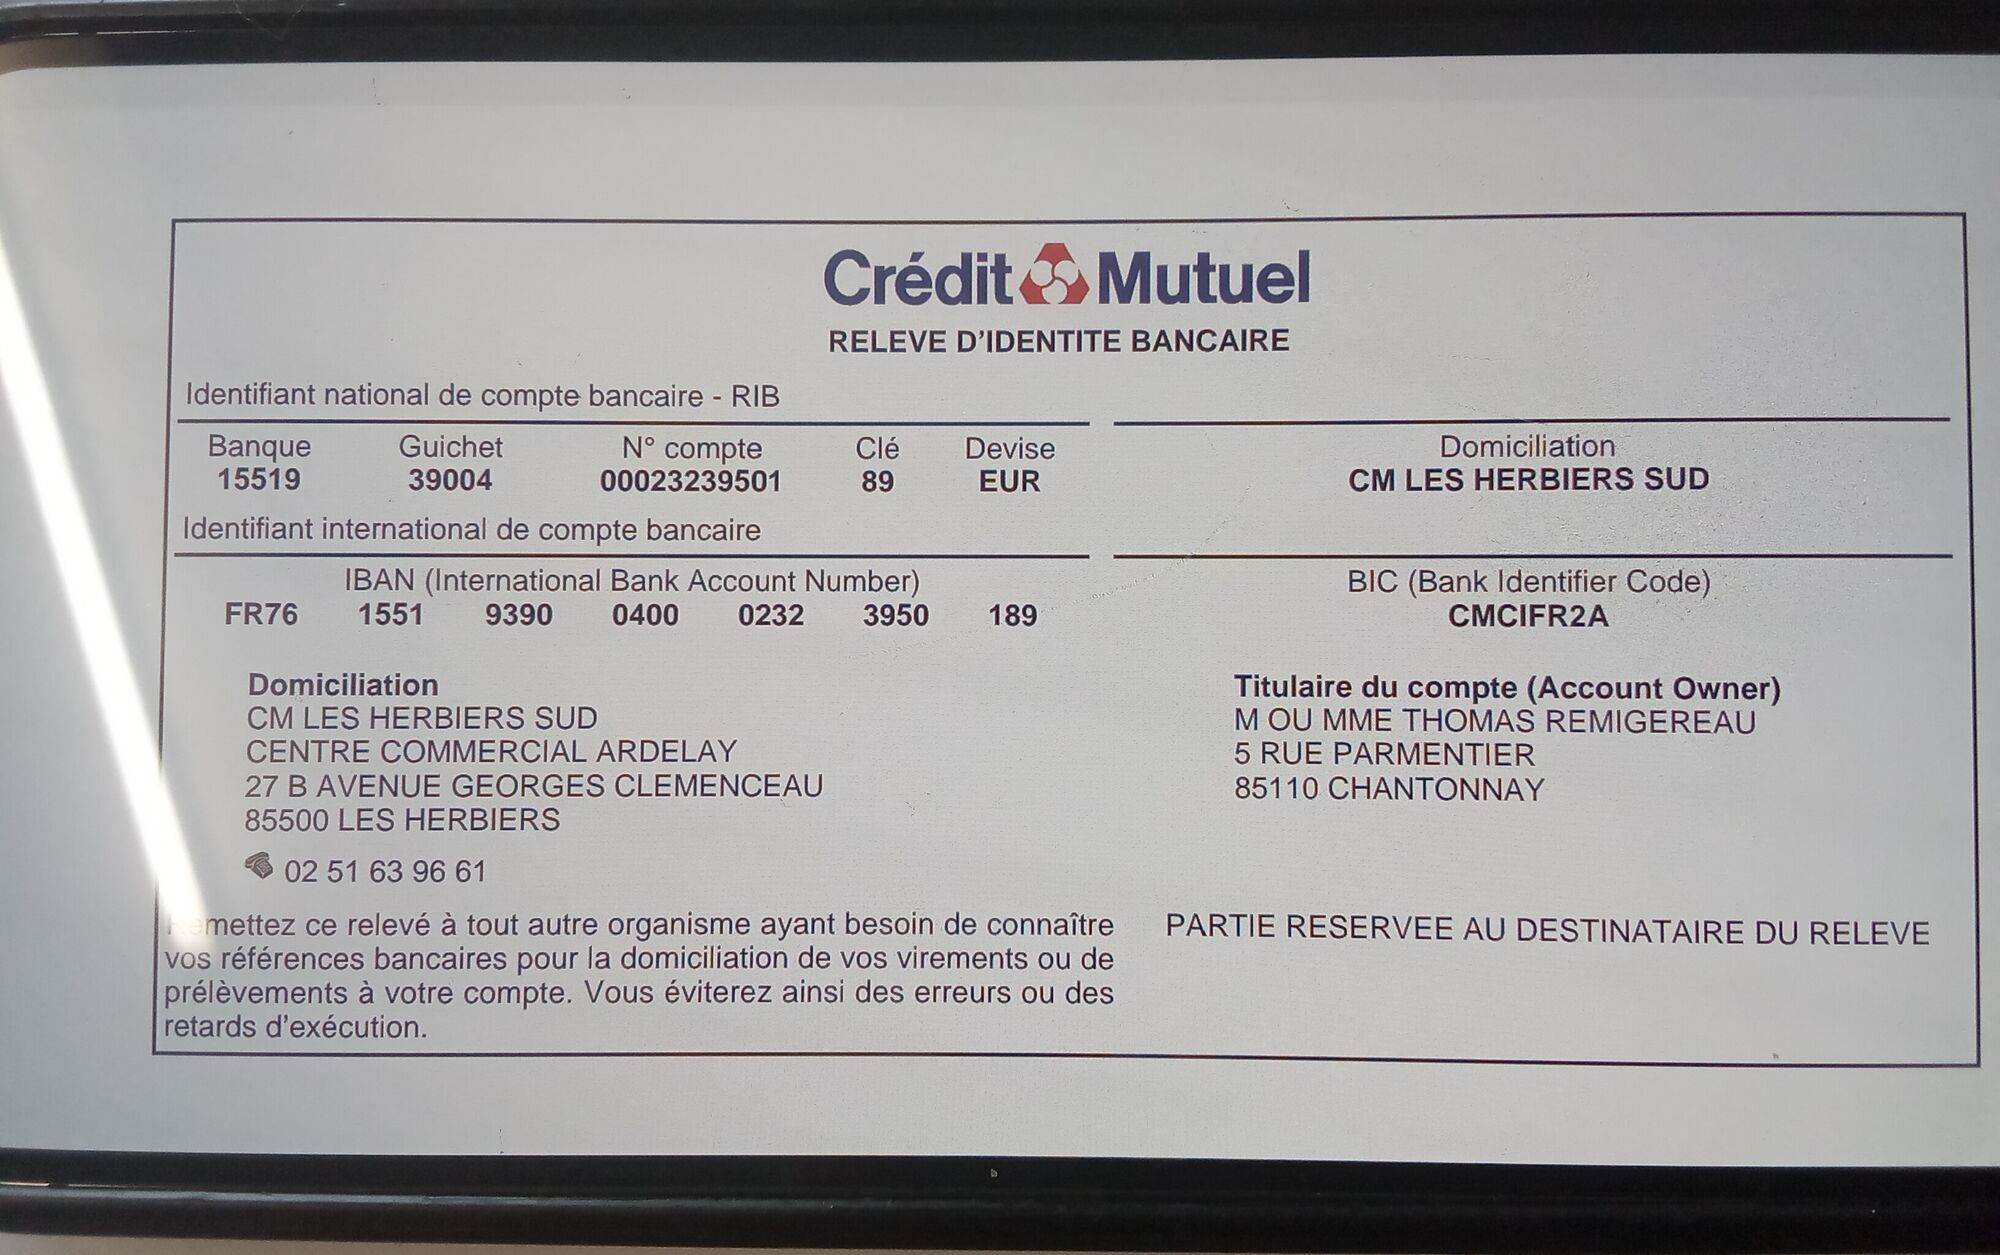 Crédit Mutuel
RELEVE D'IDENTITE BANCAIRE
Identifiant national de compte bancaire - RIB
Banque Guichet N° compte Clé Devise Domiciliation
15519 39004 00023239501 89 EUR CM LES HERBIERS SUD
Identifiant international de compte bancaire
IBAN (International Bank Account Number) BIC (Bank Identifier Code)
FR76 1551 9390 0400 0232 3950 189 CMCIFR2A
Domiciliation
CM LES HERBIERS SUD
CENTRE COMMERCIAL ARDELAY
27 B AVENUE GEORGES CLEMENCEAU
85500 LES HERBIERS
02 51 63 96 61
Titulaire du compte (Account Owner)
M OU MME THOMAS REMIGEREAU
5 RUE PARMENTIER
85110 CHANTONNAY
Remettez ce relevé à tout autre organisme ayant besoin de connaître
vos références bancaires pour la domiciliation de vos virements ou de
prélèvements à votre compte. Vous éviterez ainsi des erreurs ou des
retards d'exécution.
PARTIE RESERVEE AU DESTINATAIRE DU RELEVE